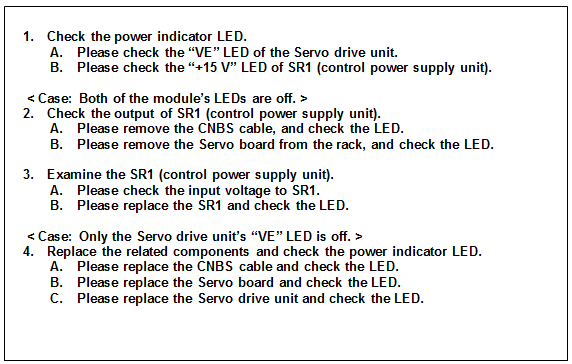 1. Check the power indicator LED.
A. Please check the “VE” LED of the Servo drive unit.
B. Please check the “+15 V” LED of SR1 (control power supply unit).
< Case: Both of the module’s LEDs are off. >
2. Check the output of SR1 (control power supply unit).
A. Please remove the CNBS cable, and check the LED.
B. Please remove the Servo board from the rack, and check the LED.
3. Examine the SR1 (control power supply unit).
A. Please check the input voltage to SR1.
B. Please replace the SR1 and check the LED.
< Case: Only the Servo drive unit’s “VE” LED is off. >
4. Replace the related components and check the power indicator LED.
A. Please replace the CNBS cable and check the LED.
B. Please replace the Servo board and check the LED.
C. Please replace the Servo drive unit and check the LED.